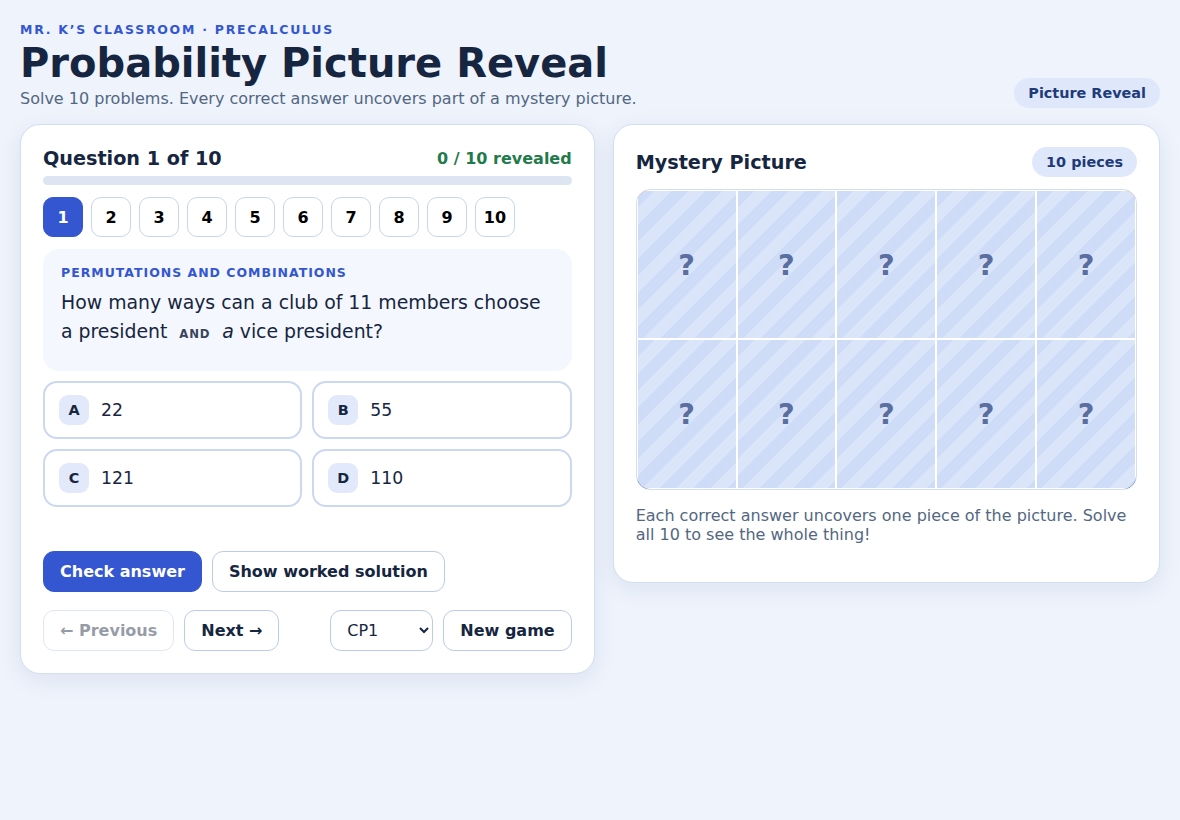 MR. K’S CLASSROOM · PRECALCULUS
Probability Picture Reveal
Solve 10 problems. Every correct answer uncovers part of a mystery picture.
Picture Reveal
Question 1 of 10
0 / 10 revealed
1 2 3 4 5 6 7 8 9 10
PERMUTATIONS AND COMBINATIONS
How many ways can a club of 11 members choose
a president AND a vice president?
A 22
B 55
C 121
D 110
Check answer
Show worked solution
← Previous
Next →
CP1
New game
Mystery Picture
10 pieces
? ? ? ? ?
? ? ? ? ?
Each correct answer uncovers one piece of the picture. Solve
all 10 to see the whole thing!